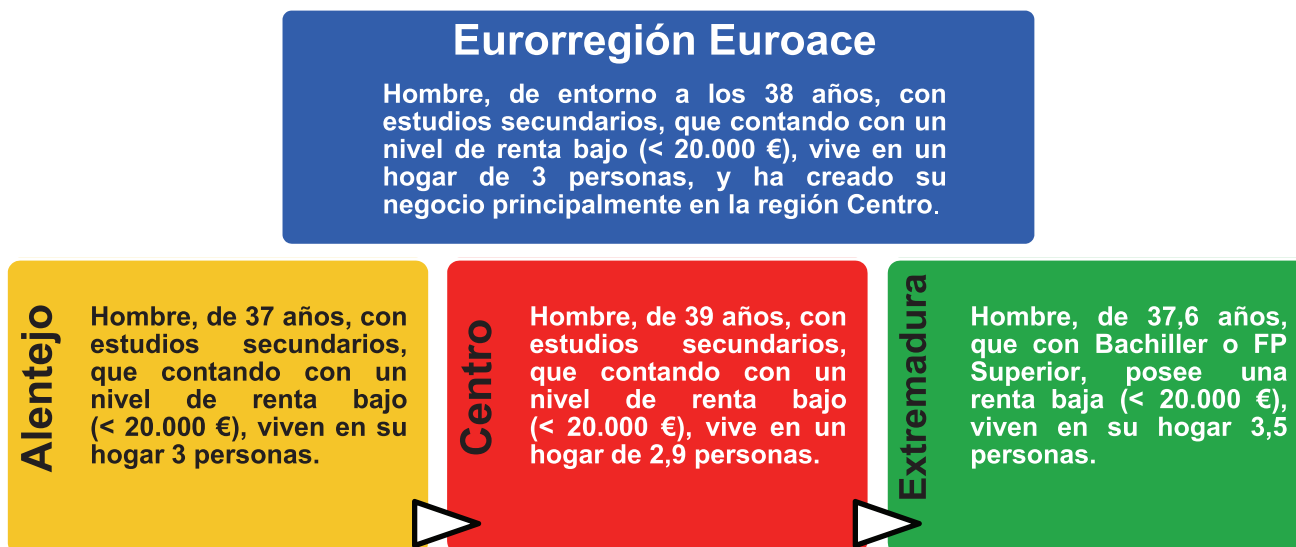 Eurorregión Euroace
Hombre, de entorno a los 38 años, con
estudios secundarios, que contando con un
nivel de renta bajo (< 20.000 €), vive en un
hogar de 3 personas, y ha creado su
negocio principalmente en la región Centro.
Alentejo
Hombre, de 37 años, con
estudios secundarios,
que contando con un
nivel de renta bajo
(< 20.000 €), viven en su
hogar 3 personas.
Centro
Hombre, de 39 años, con
estudios secundarios,
que contando con un
nivel de renta bajo
(< 20.000 €), vive en un
hogar de 2,9 personas.
Extremadura
Hombre, de 37,6 años,
que con Bachiller o FP
Superior, posee una
renta baja (< 20.000 €),
viven en su hogar 3,5
personas.